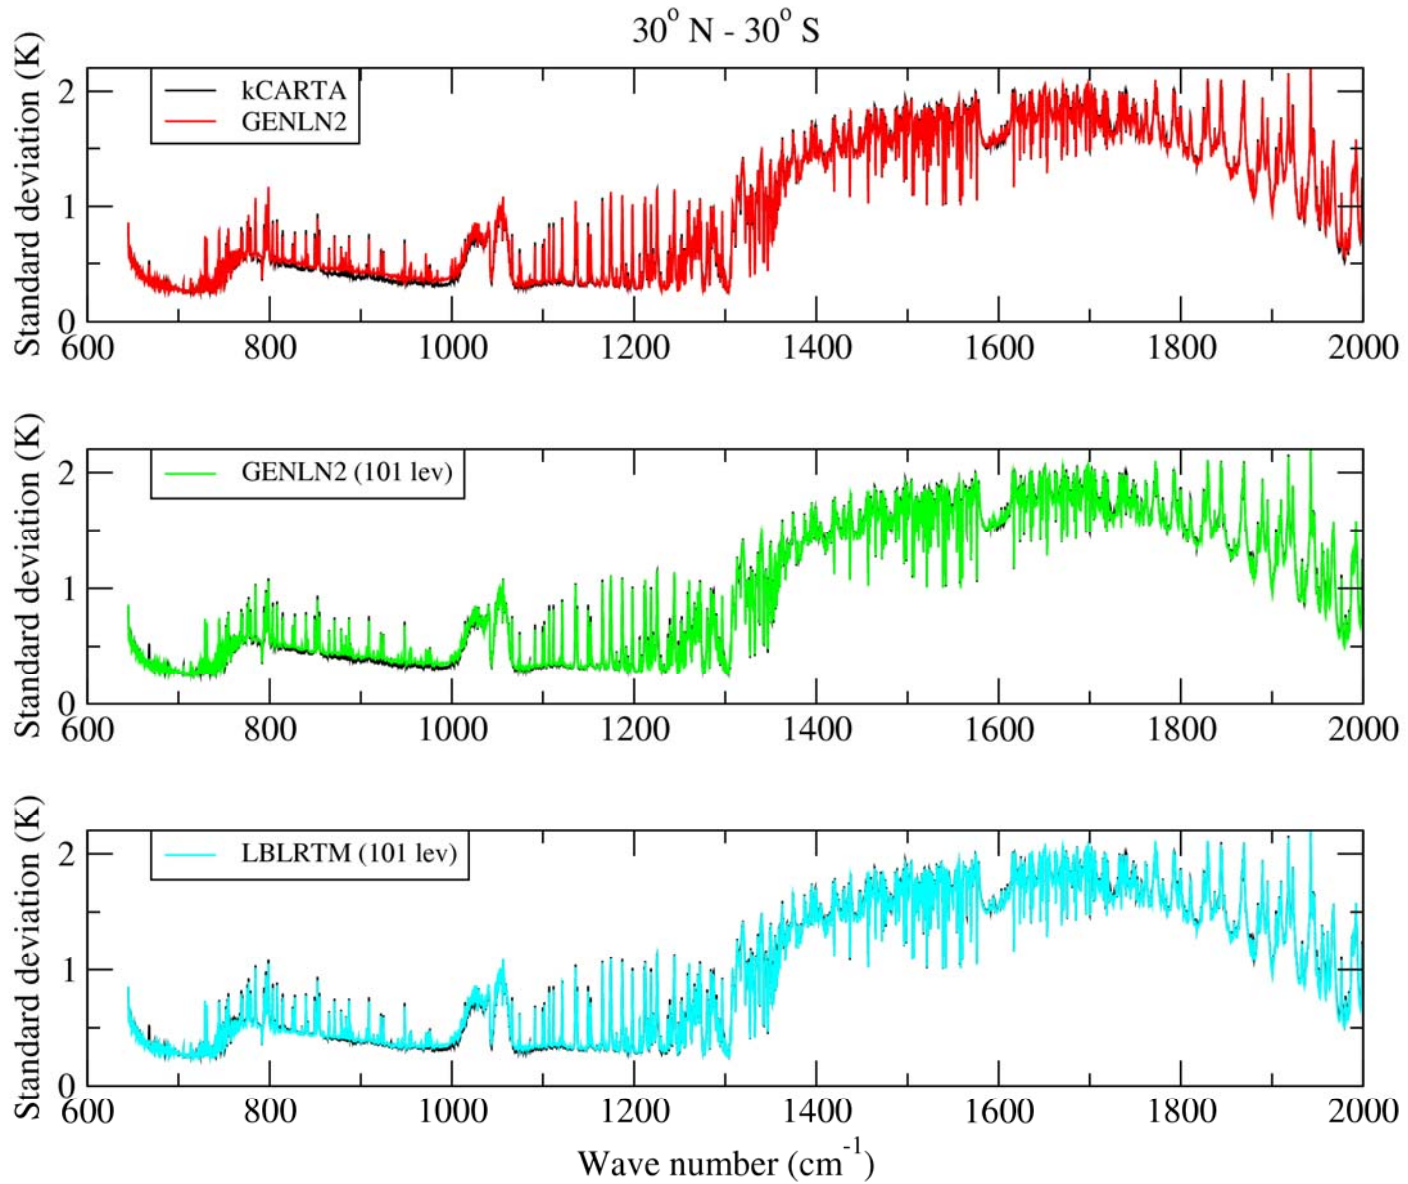 30° N - 30° S
Standard deviation (K)
2
1
0
kCARTA
GENLN2
600 800 1000 1200 1400 1600 1800 2000
Standard deviation (K)
2
1
0
GENLN2 (101 lev)
600 800 1000 1200 1400 1600 1800 2000
Standard deviation (K)
2
1
0
LBLRTM (101 lev)
600 800 1000 1200 1400 1600 1800 2000
Wave number (cm⁻¹)